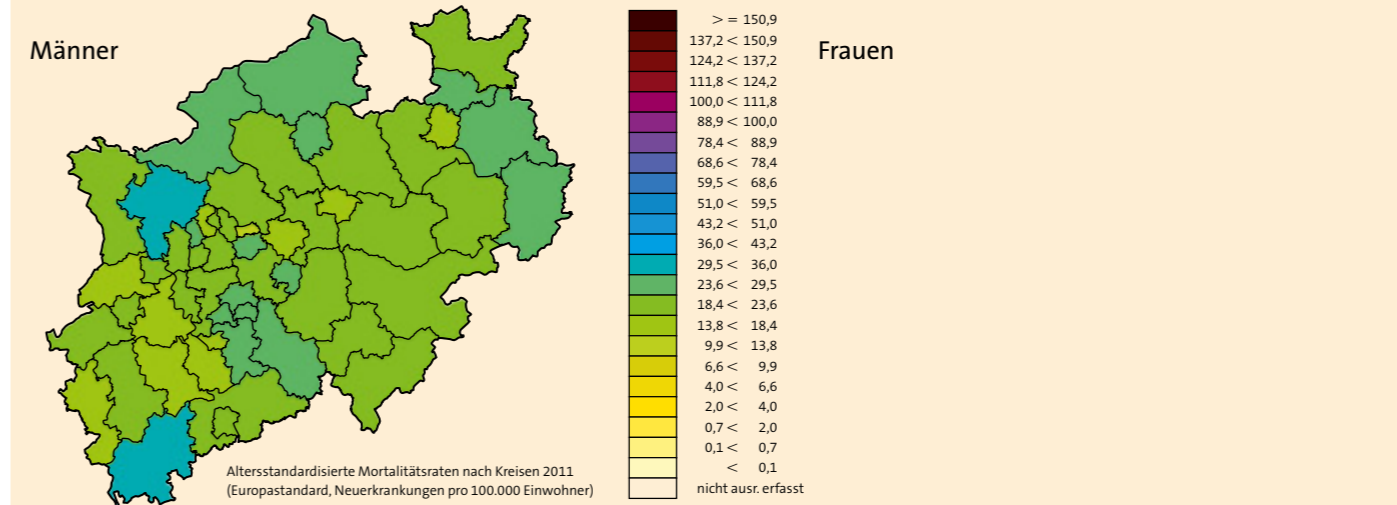 Männer
Frauen
> = 150,9
137,2 < 150,9
124,2 < 137,2
111,8 < 124,2
100,0 < 111,8
88,9 < 100,0
78,4 < 88,9
68,6 < 78,4
59,5 < 68,6
51,0 < 59,5
43,2 < 51,0
36,0 < 43,2
29,5 < 36,0
23,6 < 29,5
18,4 < 23,6
13,8 < 18,4
9,9 < 13,8
6,6 < 9,9
4,0 < 6,6
2,0 < 4,0
0,7 < 2,0
0,1 < 0,7
< 0,1
nicht ausr. erfasst
Altersstandardisierte Mortalitätsraten nach Kreisen 2011
(Europastandard, Neuerkrankungen pro 100.000 Einwohner)